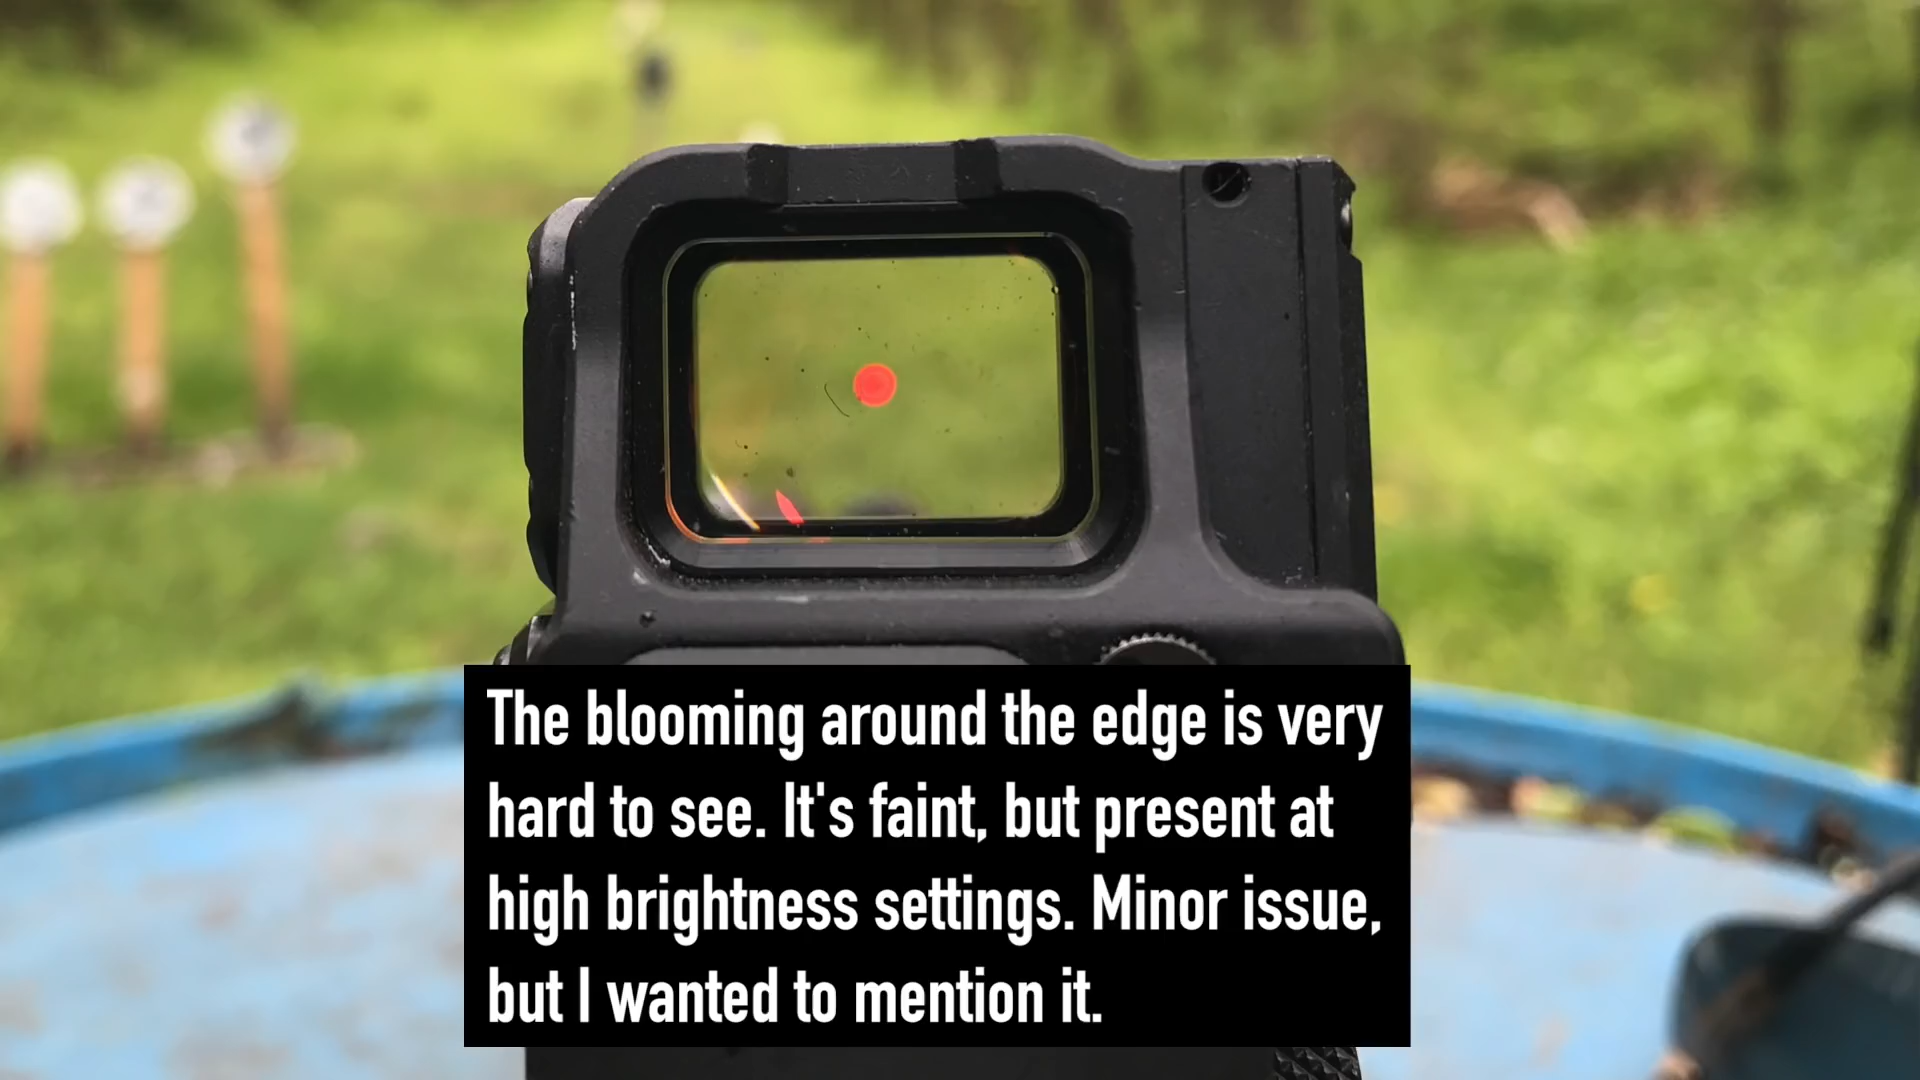 The blooming around the edge is very
hard to see. It's faint, but present at
high brightness settings. Minor issue,
but I wanted to mention it.